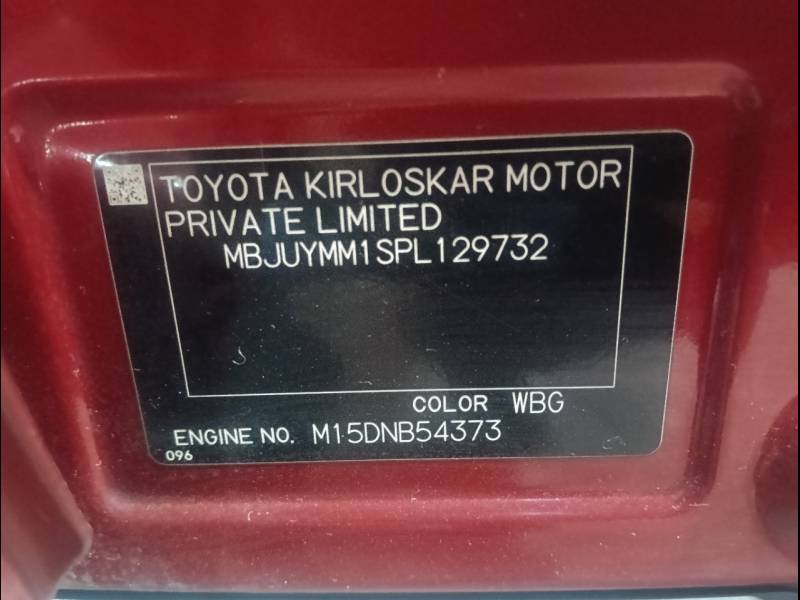 TOYOTA KIRLOSKAR MOTOR
PRIVATE LIMITED
MBJUYMM1SPL129732
COLOR WBG
ENGINE NO. M15DNB54373
096